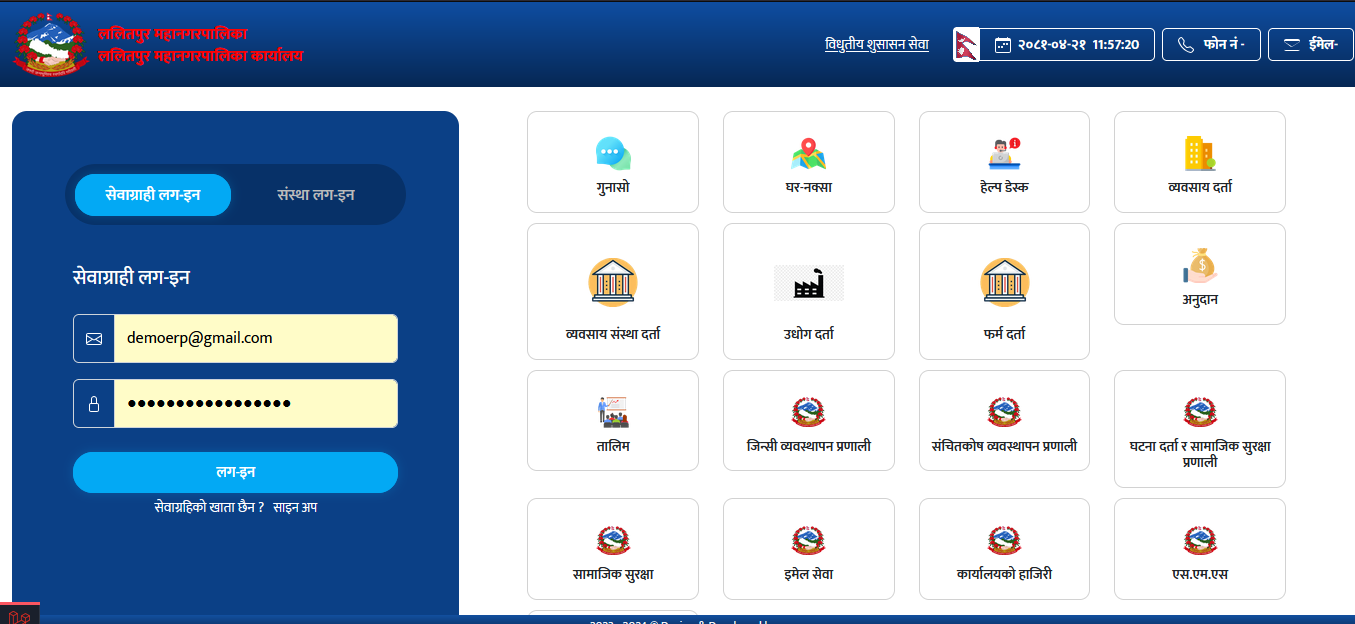 ललितपुर महानगरपालिका
ललितपुर महानगरपालिका कार्यालय
विधुतीय शुसासन सेवा
२०८१-०४-२१ 11:57:20
फोन नं -
ईमेल-
सेवाग्राही लग-इन
संस्था लग-इन
सेवाग्राही लग-इन
demoerp@gmail.com
लग-इन
सेवाग्रहिको खाता छैन ? साइन अप
गुनासो
घर-नक्सा
हेल्प डेस्क
व्यवसाय दर्ता
व्यवसाय संस्था दर्ता
उधोग दर्ता
फर्म दर्ता
अनुदान
तालिम
जिन्सी व्यवस्थापन प्रणाली
संचितकोष व्यवस्थापन प्रणाली
घटना दर्ता र सामाजिक सुरक्षा
प्रणाली
सामाजिक सुरक्षा
इमेल सेवा
कार्यालयको हाजिरी
एस.एम.एस